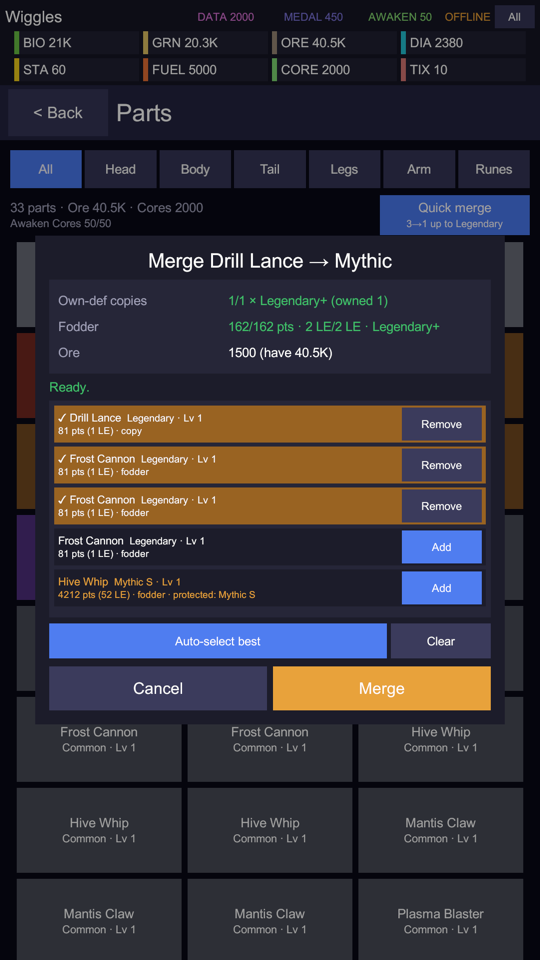 Wiggles
DATA 2000
MEDAL 450
AWAKEN 50
OFFLINE
All
BIO 21K
GRN 20.3K
ORE 40.5K
DIA 2380
STA 60
FUEL 5000
CORE 2000
TIX 10
< Back
Parts
All
Head
Body
Tail
Legs
Arm
Runes
33 parts · Ore 40.5K · Cores 2000
Awaken Cores 50/50
Quick merge
3→1 up to Legendary
Merge Drill Lance → Mythic
Own-def copies 1/1 × Legendary+ (owned 1)
Fodder 162/162 pts · 2 LE/2 LE · Legendary+
Ore 1500 (have 40.5K)
Ready.
✓ Drill Lance Legendary · Lv 1
81 pts (1 LE) · copy
Remove
✓ Frost Cannon Legendary · Lv 1
81 pts (1 LE) · fodder
Remove
✓ Frost Cannon Legendary · Lv 1
81 pts (1 LE) · fodder
Remove
Frost Cannon Legendary · Lv 1
81 pts (1 LE) · fodder
Add
Hive Whip Mythic S · Lv 1
4212 pts (52 LE) · fodder · protected: Mythic S
Add
Auto-select best
Clear
Cancel
Merge
Frost Cannon
Common · Lv 1
Frost Cannon
Common · Lv 1
Hive Whip
Common · Lv 1
Hive Whip
Common · Lv 1
Hive Whip
Common · Lv 1
Mantis Claw
Common · Lv 1
Mantis Claw
Common · Lv 1
Mantis Claw
Common · Lv 1
Plasma Blaster
Common · Lv 1